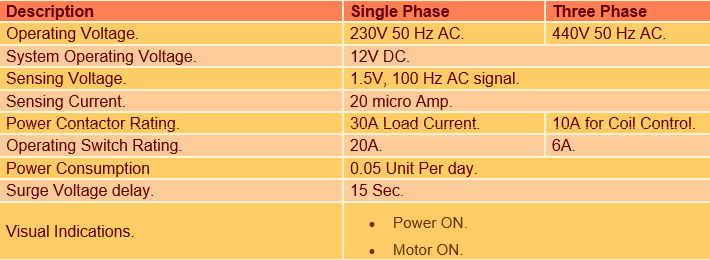 Description Single Phase Three Phase
Operating Voltage. 230V 50 Hz AC. 440V 50 Hz AC.
System Operating Voltage. 12V DC.
Sensing Voltage. 1.5V, 100 Hz AC signal.
Sensing Current. 20 micro Amp.
Power Contactor Rating. 30A Load Current. 10A for Coil Control.
Operating Switch Rating. 20A. 6A.
Power Consumption 0.05 Unit Per day.
Surge Voltage delay. 15 Sec.
Visual Indications.
• Power ON.
• Motor ON.